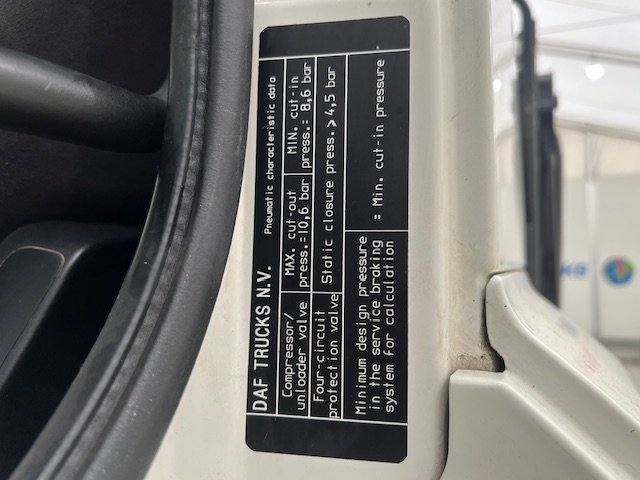 DAF TRUCKS N.V. Pneumatic characteristic data
Compressor/ MAX. cut-out MIN. cut-in
unloader valve press.=10,6 bar press.= 8,6 bar
Four-circuit
protection valve Static closure press. > 4,5 bar
Minimum design pressure
in the service braking = Min. cut-in pressure
system for calculation